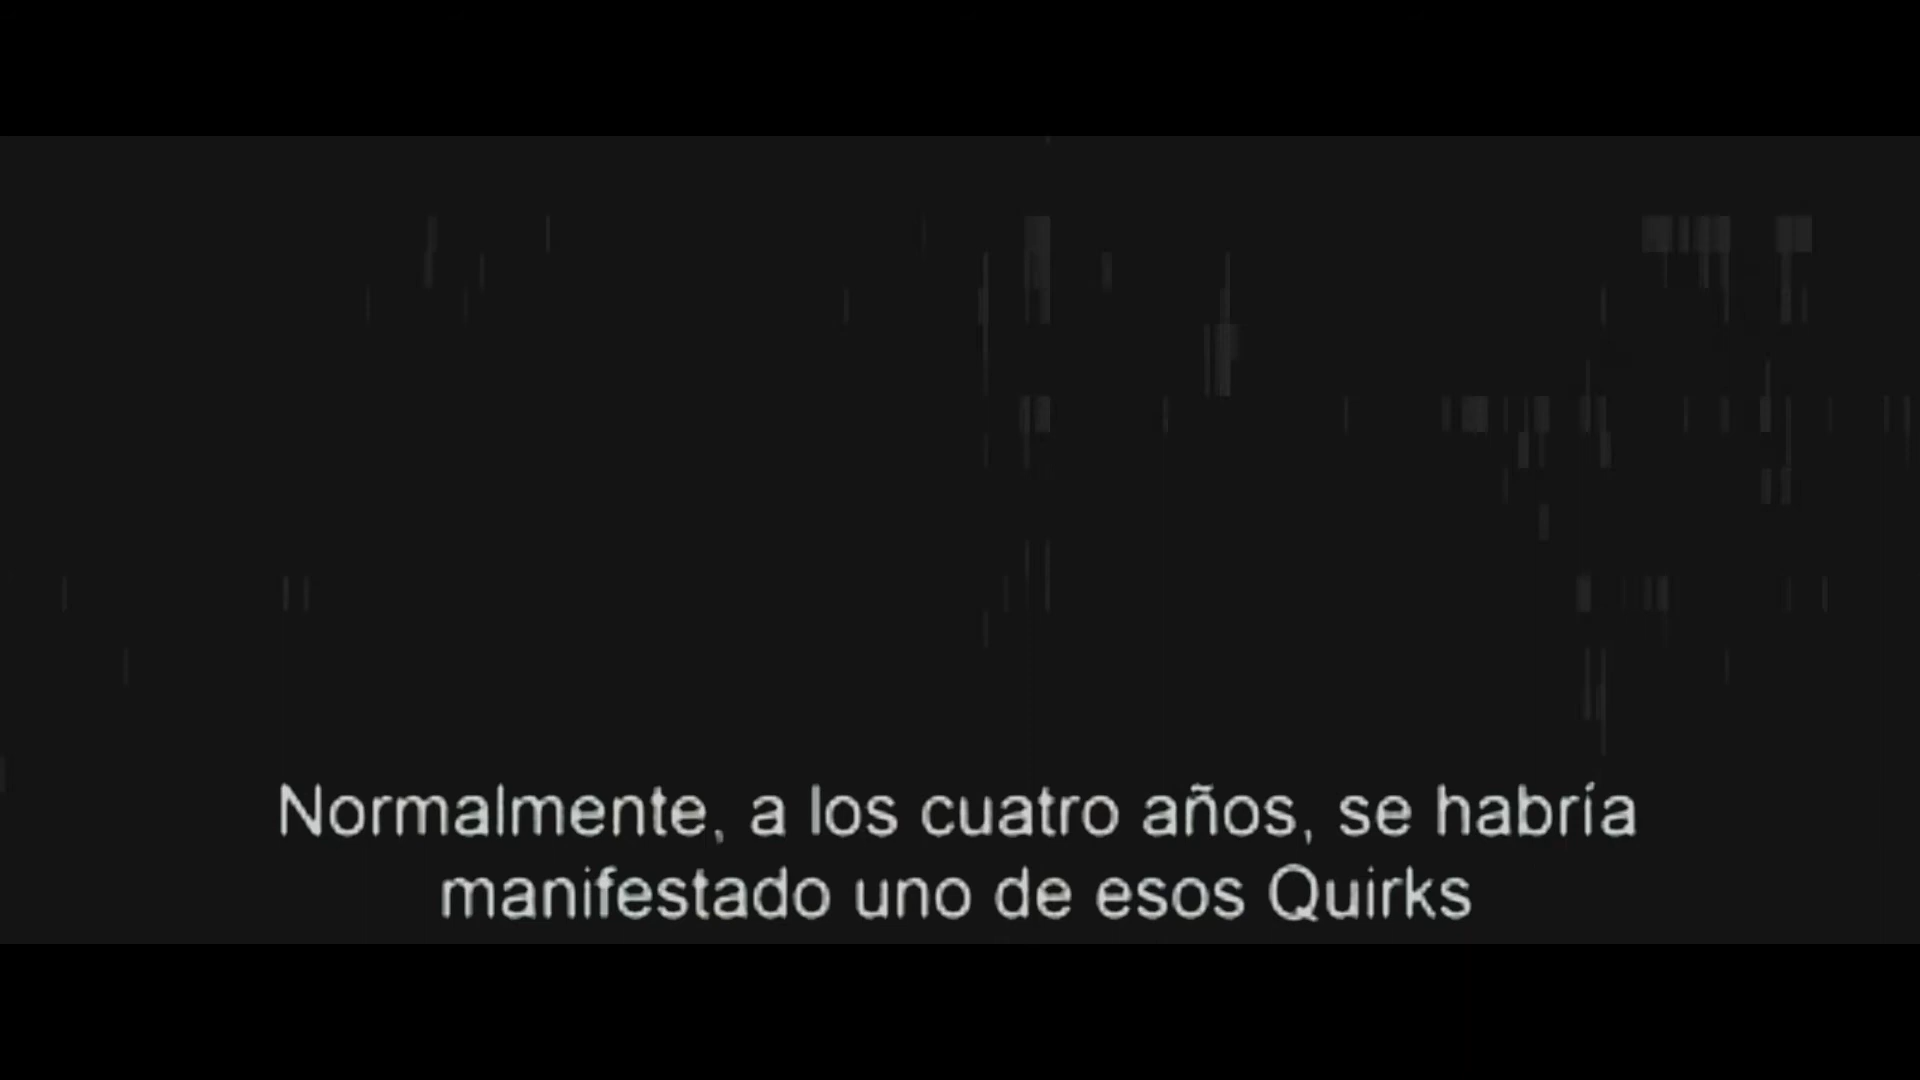 Normalmente, a los cuatro años, se habría
manifestado uno de esos Quirks